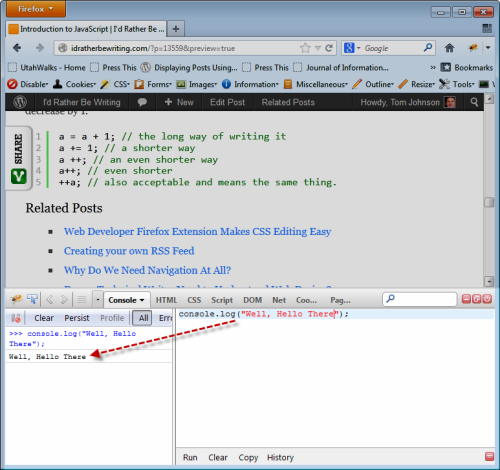 Firefox
Introduction to JavaScript | I'd Rather Be ...
idratherbewriting.com/?p=13559&preview=true
Google
UtahWalks - Home Press This Displaying Posts Using... Press This Journal of Information... Bookmarks
Disable Cookies CSS Forms Images Information Miscellaneous Outline Resize Tools
I'd Rather Be Writing + New Edit Post Related Posts Howdy, Tom Johnson
decrease by 1.
SHARE
1 a = a + 1; // the long way of writing it
2 a += 1; // a shorter way
3 a ++; // an even shorter way
4 a++; // even shorter
5 ++a; // also acceptable and means the same thing.
Related Posts
Web Developer Firefox Extension Makes CSS Editing Easy
Creating your own RSS Feed
Why Do We Need Navigation At All?
Console HTML CSS Script DOM Net Coo... Pag...
Clear Persist Profile All Erro
>>> console.log("Well, Hello
There");
Well, Hello There
console.log("Well, Hello There");
Run Clear Copy History